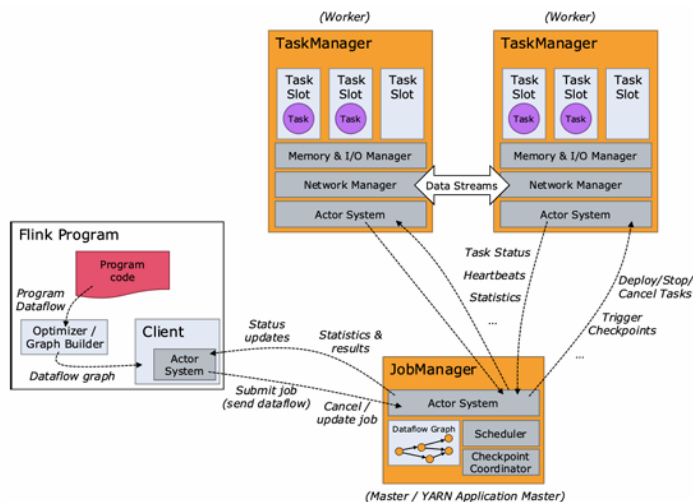 (Worker)
(Worker)
TaskManager
TaskManager
Task
Slot
Task
Task
Slot
Task
Task
Slot
Task
Slot
Task
Task
Slot
Task
Task
Slot
Memory & I/O Manager
Memory & I/O Manager
Network Manager
Data Streams
Network Manager
Actor System
Actor System
Flink Program
Program
code
Program
Dataflow
Optimizer /
Graph Builder
Dataflow graph
Client
Actor
System
Task Status
Heartbeats
Statistics
...
Deploy/Stop/
Cancel Tasks
Trigger
Checkpoints
...
Status
updates
Statistics &
results
Submit job
(send dataflow)
Cancel /
update job
JobManager
Actor System
Dataflow Graph
Scheduler
Checkpoint
Coordinator
(Master / YARN Application Master)